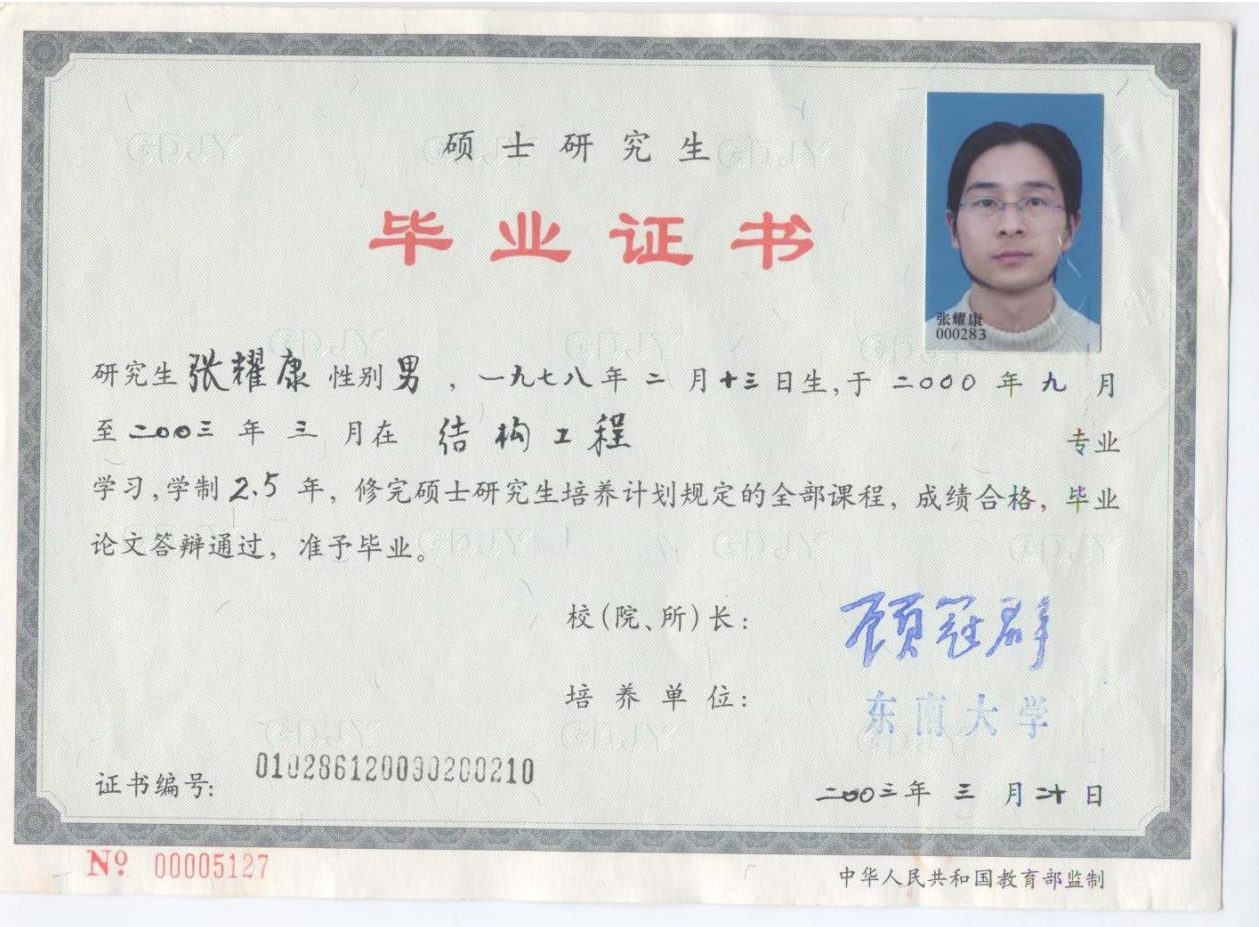 硕士研究生
毕业证书
张耀康
000283
研究生 张耀康 性别 男 ，一九七八年 二 月 十三 日生，于 二000 年 九 月
至 二00三 年 三 月在 结构工程 专业
学习，学制 2.5 年，修完硕士研究生培养计划规定的全部课程，成绩合格，毕业
论文答辩通过，准予毕业。
校（院、所）长： 顾冠群
培养单位： 东南大学
证书编号：
二00三年 三 月 二十 日
№ 00005127
中华人民共和国教育部监制